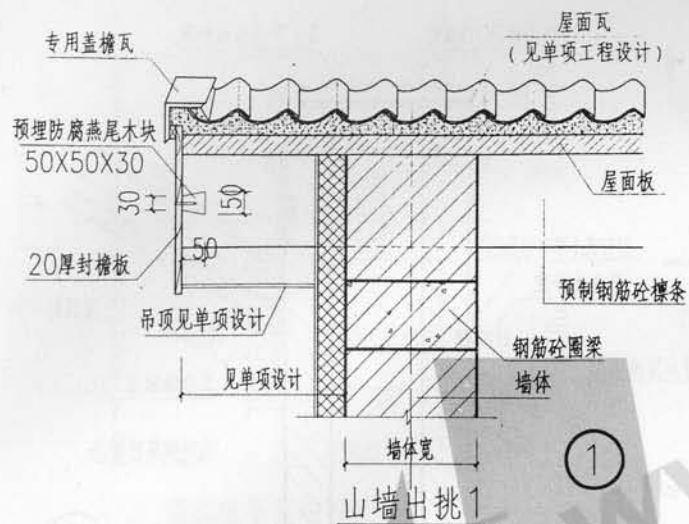 专用盖檐瓦
屋面瓦
(见单项工程设计)
预埋防腐燕尾木块
50X50X30
屋面板
30
50
50
20厚封檐板
预制钢筋砼檩条
吊顶见单项设计
钢筋砼圈梁
见单项设计
墙体
墙体宽
1
山墙出挑1